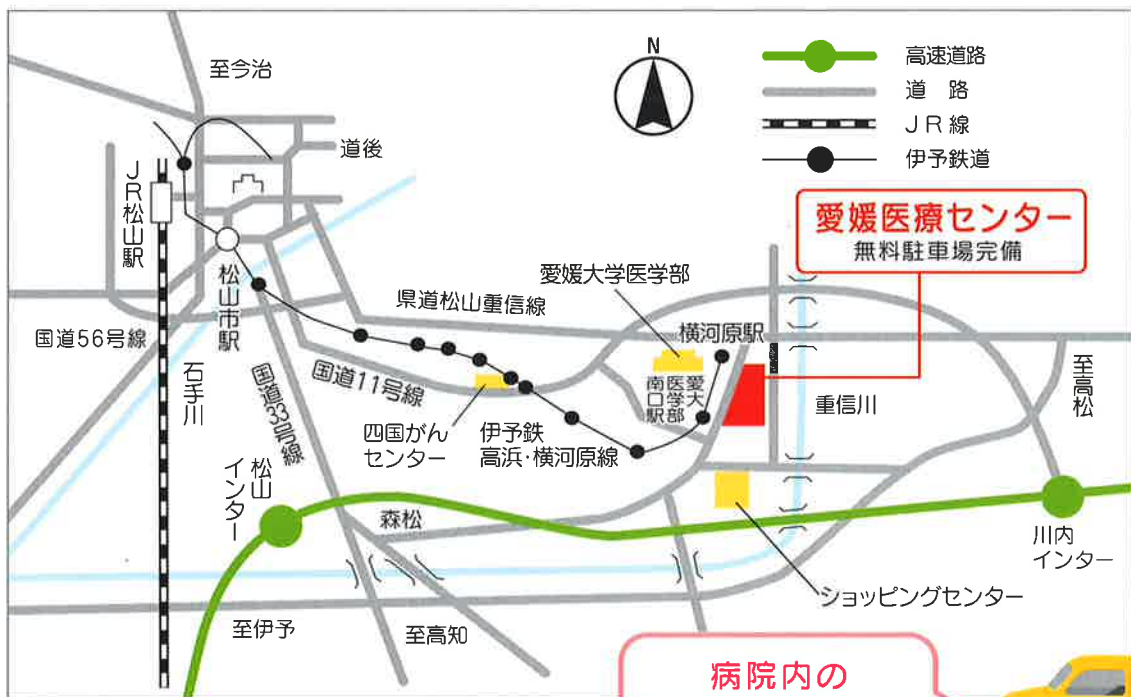 至今治
N
高速道路
道 路
JR線
伊予鉄道
道後
JR松山駅
愛媛医療センター
無料駐車場完備
愛媛大学医学部
松山市駅
県道松山重信線
横河原駅
国道56号線
石手川
国道33号線
国道11号線
愛大
医学部
南口駅
重信川
至高松
四国がん
センター
伊予鉄
高浜・横河原線
松山
インター
森松
川内
インター
ショッピングセンター
至伊予
至高知
病院内の